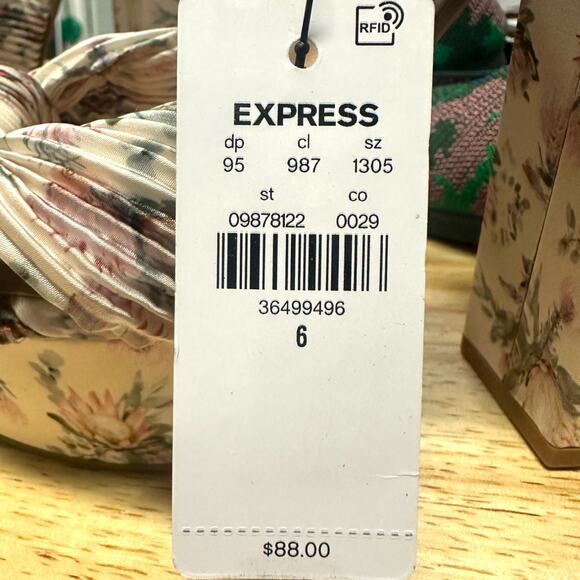 RFID
EXPRESS
dp cl sz
95 987 1305
st co
09878122 0029
36499496
6
$88.00